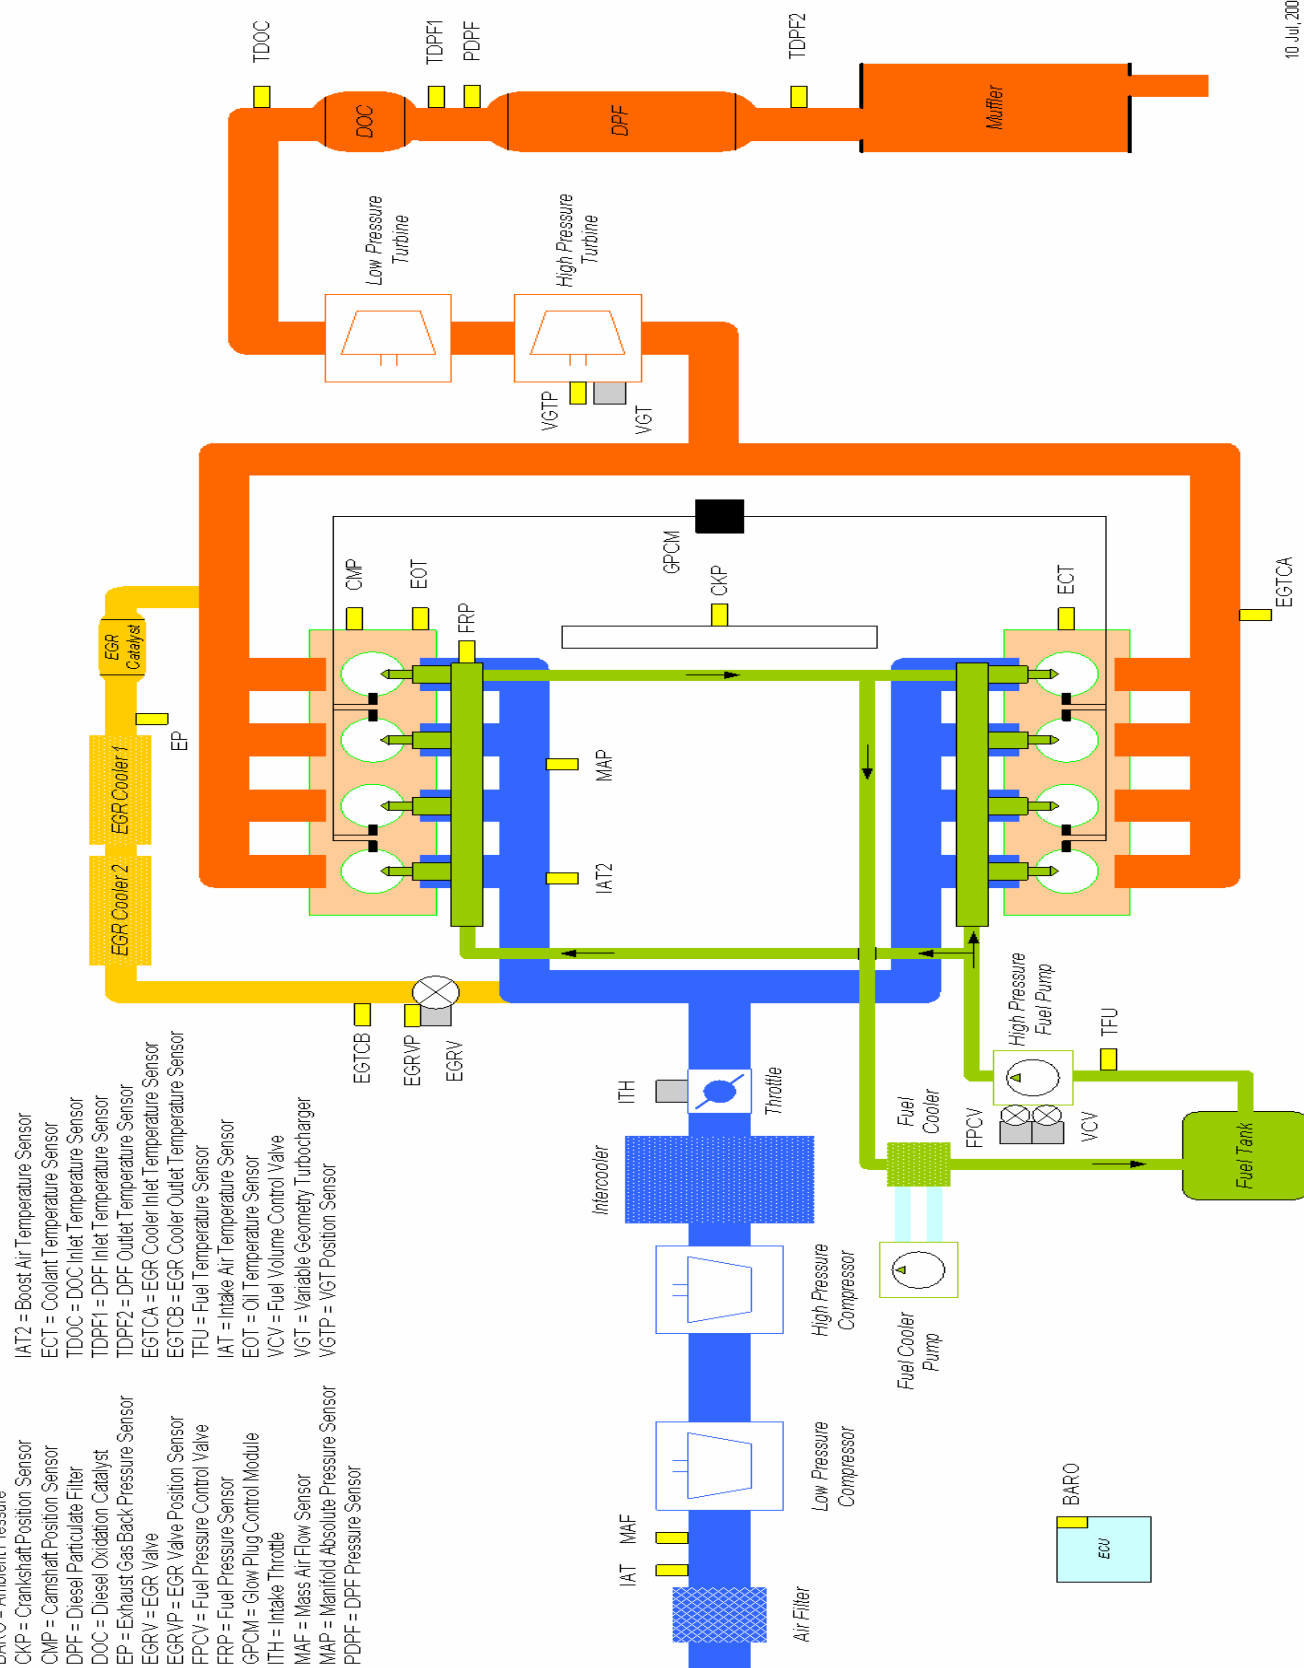 BARO = Ambient Pressure
CKP = Crankshaft Position Sensor
CMP = Camshaft Position Sensor
DPF = Diesel Particulate Filter
DOC = Diesel Oxidation Catalyst
EP = Exhaust Gas Back Pressure Sensor
EGRV = EGR Valve
EGRVP = EGR Valve Position Sensor
FPCV = Fuel Pressure Control Valve
FRP = Fuel Pressure Sensor
GPCM = Glow Plug Control Module
ITH = Intake Throttle
MAF = Mass Air Flow Sensor
MAP = Manifold Absolute Pressure Sensor
PDPF = DPF Pressure Sensor
IAT2 = Boost Air Temperature Sensor
ECT = Coolant Temperature Sensor
TDOC = DOC Inlet Temperature Sensor
TDPF1 = DPF Inlet Temperature Sensor
TDPF2 = DPF Outlet Temperature Sensor
EGTCA = EGR Cooler Inlet Temperature Sensor
EGTCB = EGR Cooler Outlet Temperature Sensor
TFU = Fuel Temperature Sensor
IAT = Intake Air Temperature Sensor
EOT = Oil Temperature Sensor
VCV = Fuel Volume Control Valve
VGT = Variable Geometry Turbocharger
VGTP = VGT Position Sensor
EGR Cooler 2
EGR Cooler 1
EGR
Catalyst
EP
TDOC
DOC
TDPF1
PDPF
DPF
TDPF2
Muffler
Low Pressure
Turbine
High Pressure
Turbine
VGTP
VGT
EGTCB
EGRVP
EGRV
CMP
EOT
FRP
IAT2
MAP
GPCM
CKP
ECT
EGTCA
IAT
MAF
Air Filter
Low Pressure
Compressor
High Pressure
Compressor
Intercooler
ITH
Throttle
Fuel Cooler
Pump
Fuel
Cooler
FPCV
VCV
High Pressure
Fuel Pump
TFU
Fuel Tank
BARO
ECU
10 Jul, 200